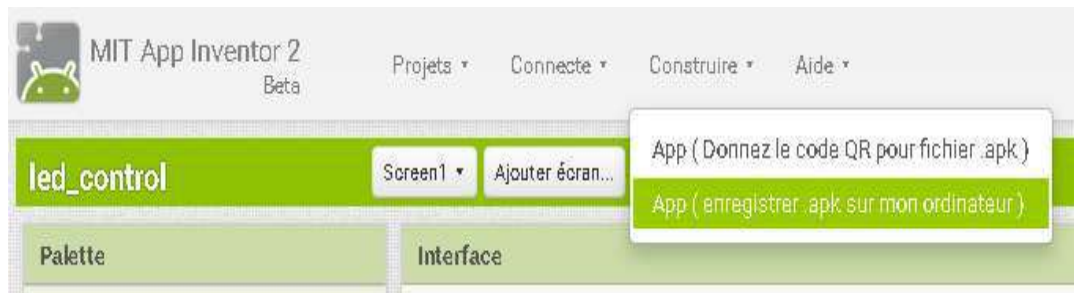 MIT App Inventor 2
Beta
Projets Connecte Construire Aide
App ( Donnez le code QR pour fichier .apk )
led_control Screen1 Ajouter écran...
App ( enregistrer .apk sur mon ordinateur )
Palette Interface